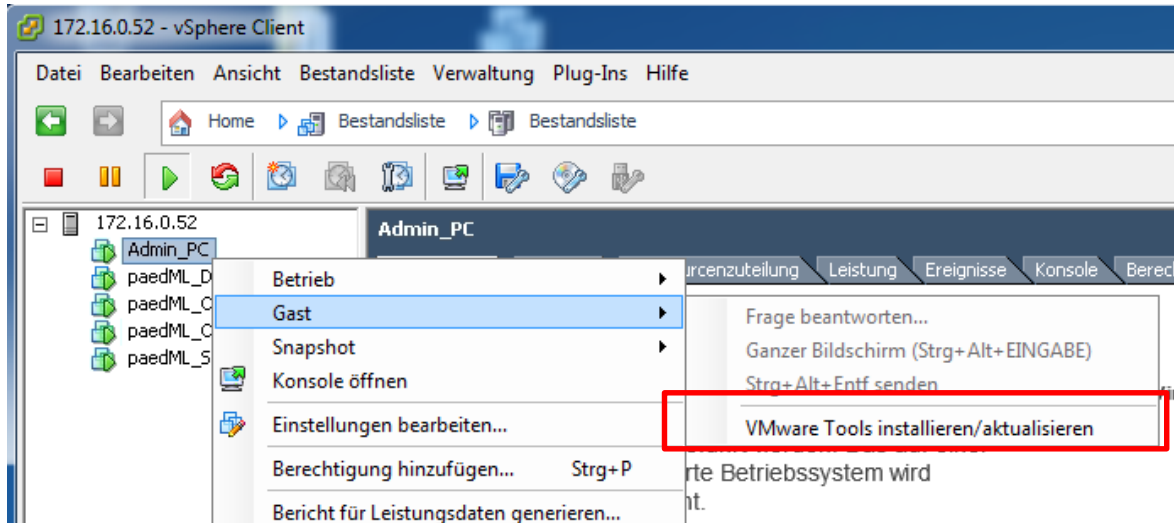 172.16.0.52 - vSphere Client
Datei Bearbeiten Ansicht Bestandsliste Verwaltung Plug-Ins Hilfe
Home Bestandsliste Bestandsliste
172.16.0.52
Admin_PC
paedML_D
paedML_C
paedML_C
paedML_S
Admin_PC
urcenzuteilung Leistung Ereignisse Konsole Berech
Betrieb
Gast
Snapshot
Konsole öffnen
Einstellungen bearbeiten...
Berechtigung hinzufügen... Strg+P
Bericht für Leistungsdaten generieren...
Frage beantworten...
Ganzer Bildschirm (Strg+Alt+EINGABE)
Strg+Alt+Entf senden
VMware Tools installieren/aktualisieren
rte Betriebssystem wird
nt.